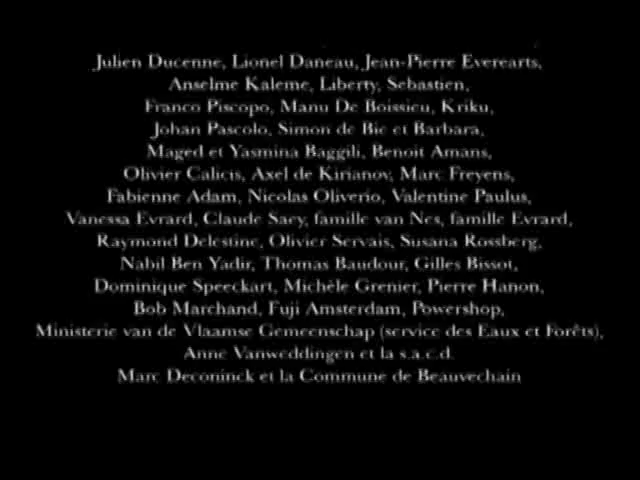 Julien Ducenne, Lionel Daneau, Jean-Pierre Everearts,
Anselme Kaleme, Liberty, Sebastien,
Franco Piscopo, Manu De Boissieu, Kriku,
Johan Pascolo, Simon de Bie et Barbara,
Maged et Yasmina Baggili, Benoit Amans,
Olivier Calicis, Axel de Kirianov, Marc Freyens,
Fabienne Adam, Nicolas Oliverio, Valentine Paulus,
Vanessa Evrard, Claude Saey, famille van Nes, famille Evrard,
Raymond Delestine, Olivier Servais, Susana Rossberg,
Nabil Ben Yadir, Thomas Baudour, Gilles Bissot,
Dominique Speeckart, Michèle Grenier, Pierre Hanon,
Bob Marchand, Fuji Amsterdam, Powershop,
Ministerie van de Vlaamse Gemeenschap (service des Eaux et Forêts),
Anne Vanweddingen et la s.a.c.d.
Marc Deconinck et la Commune de Beauvechain